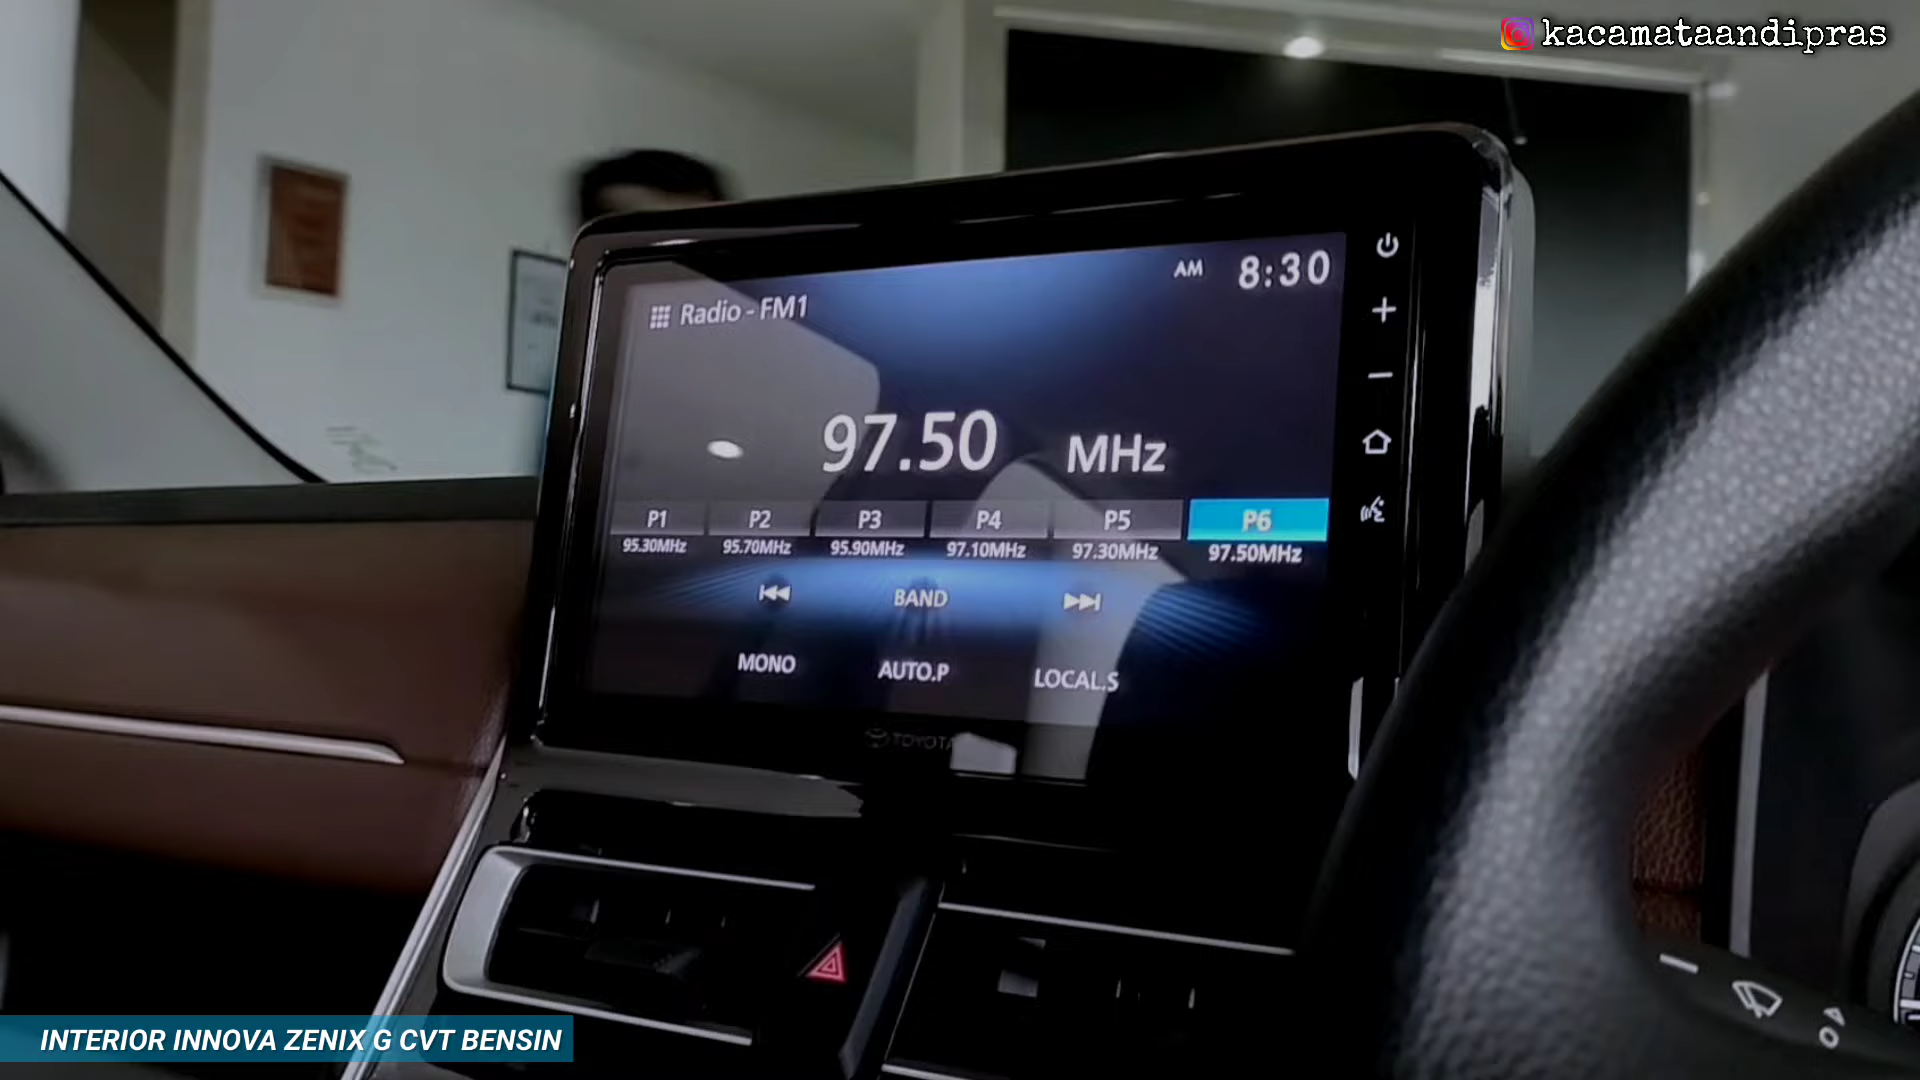 kacamataandipras
AM 8:30
Radio - FM1
97.50 MHz
P1 P2 P3 P4 P5 P6
95.30MHz 95.70MHz 95.90MHz 97.10MHz 97.30MHz 97.50MHz
BAND
MONO AUTO.P LOCAL.S
TOYOTA
INTERIOR INNOVA ZENIX G CVT BENSIN